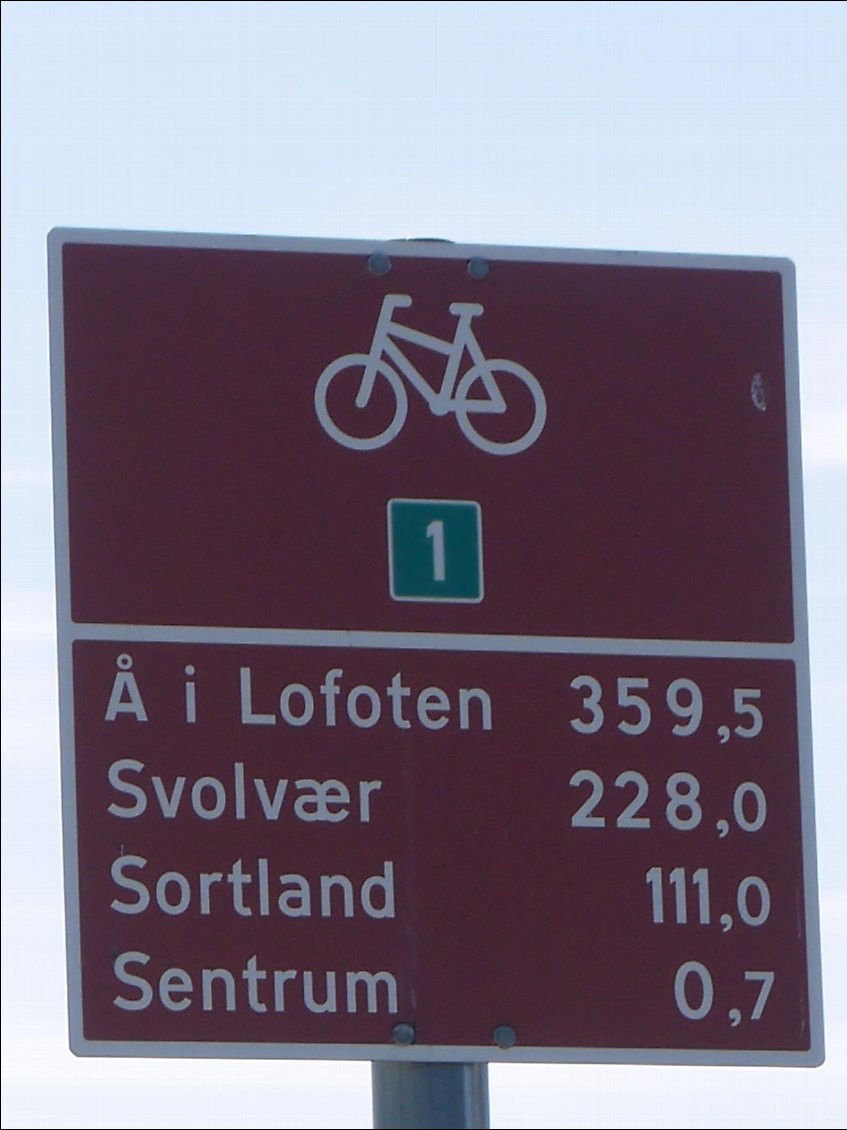 1
Å i Lofoten 359,5
Svolvær 228,0
Sortland 111,0
Sentrum 0,7